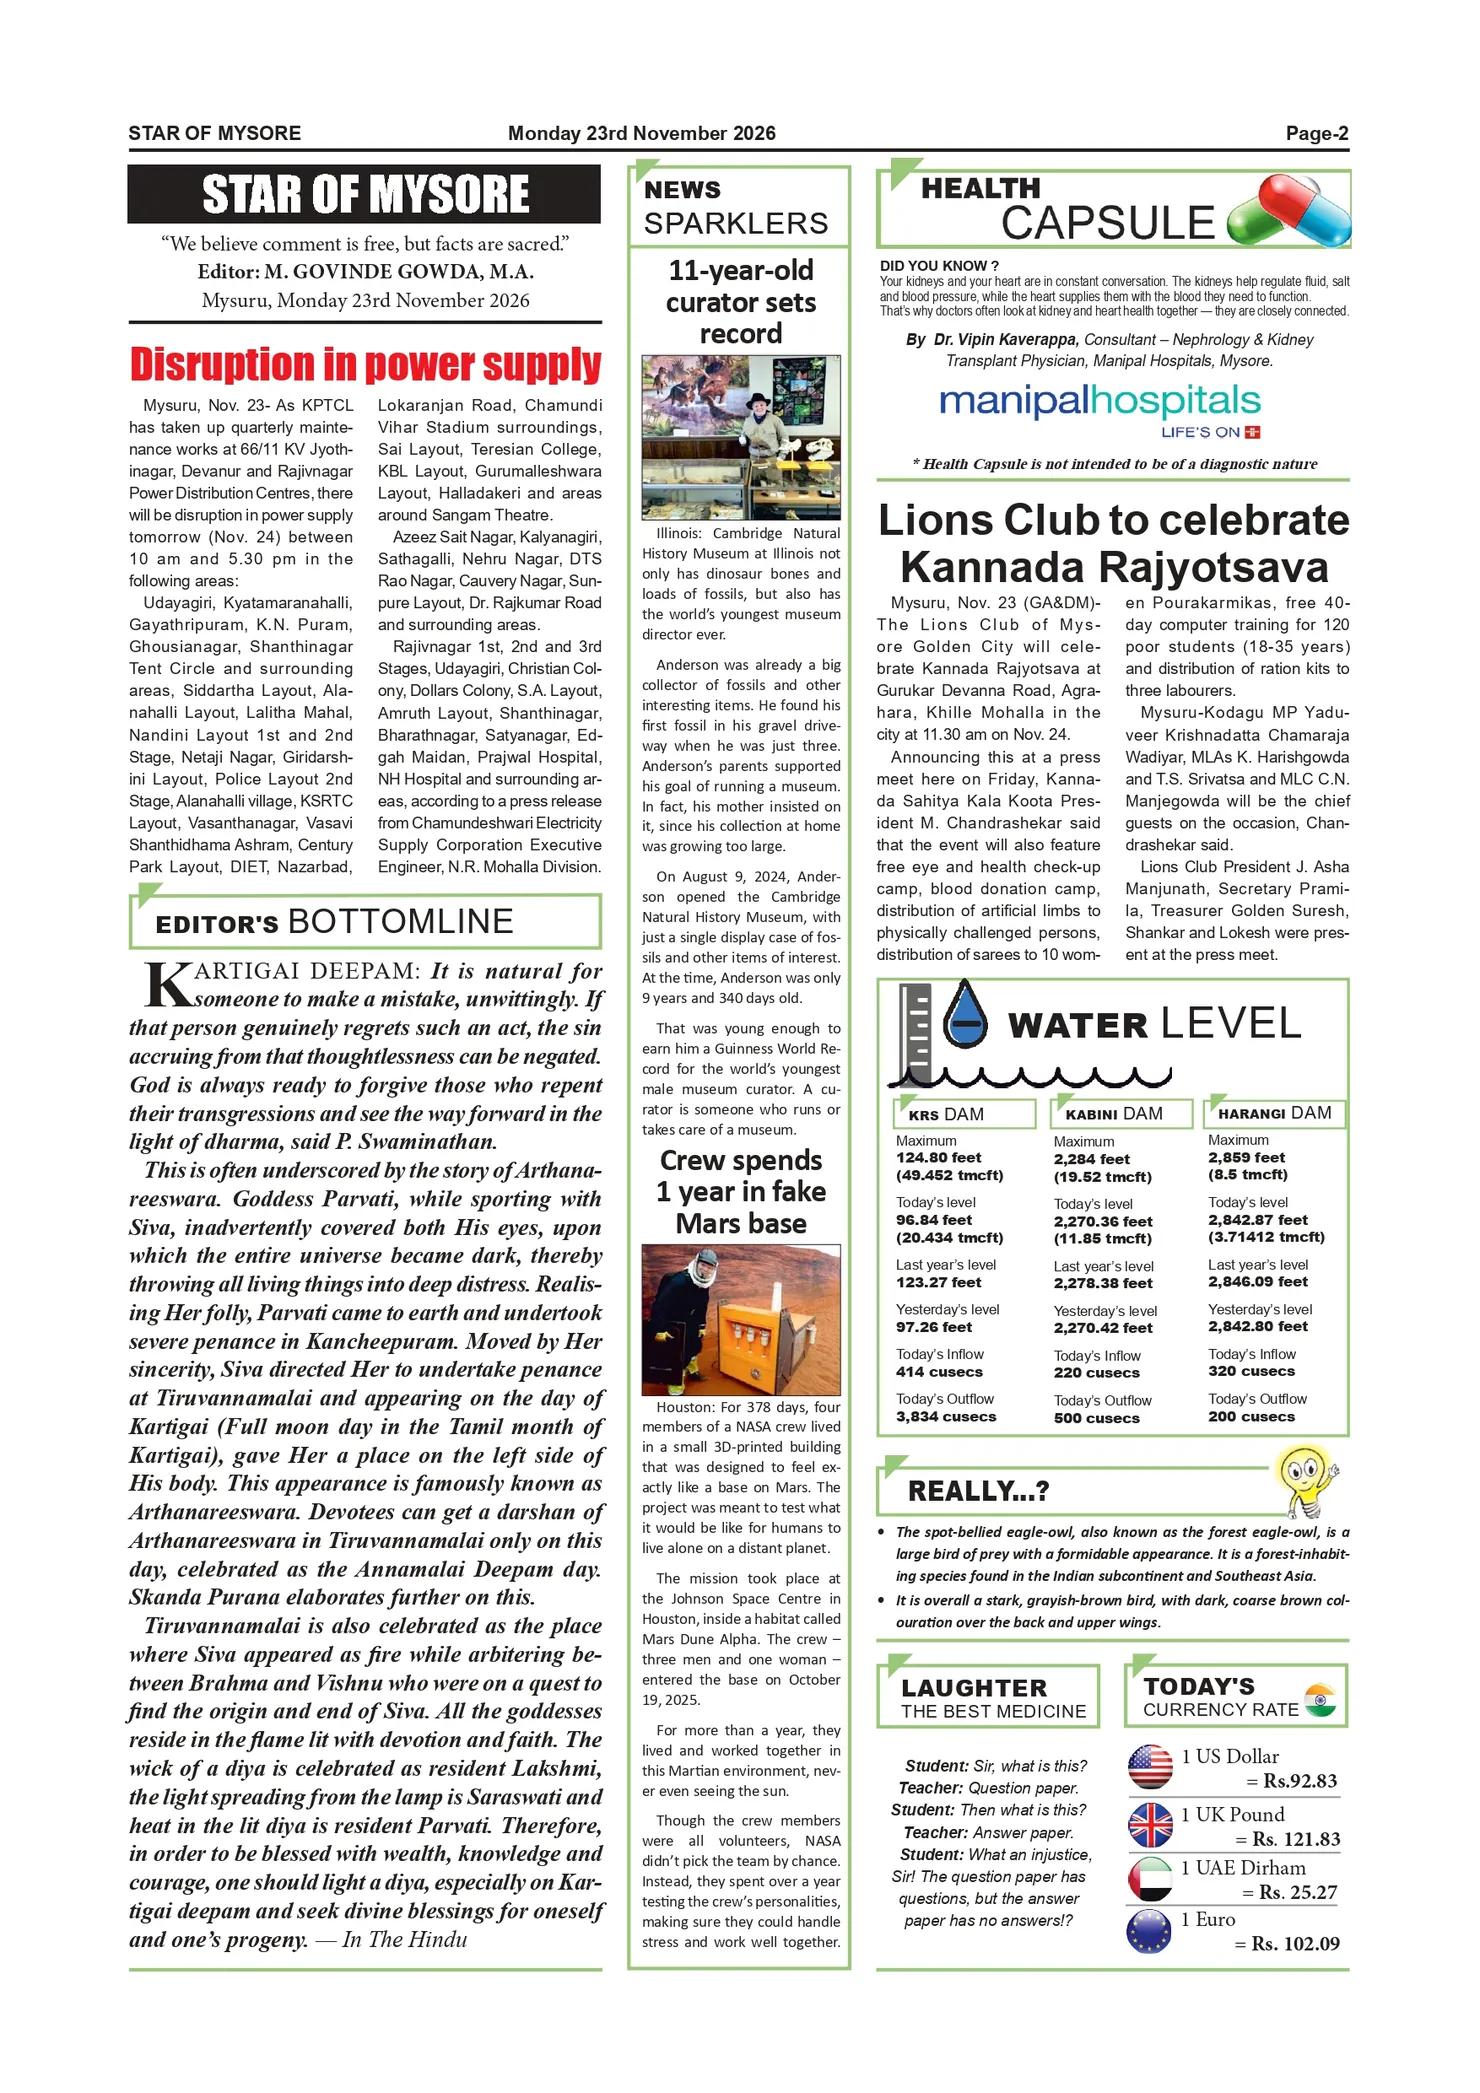 STAR OF MYSORE
Monday 23rd November 2026
Page-2
STAR OF MYSORE
“We believe comment is free, but facts are sacred.”
Editor: M. GOVINDE GOWDA, M.A.
Mysuru, Monday 23rd November 2026
Disruption in power supply
Mysuru, Nov. 23- As KPTCL
has taken up quarterly mainte-
nance works at 66/11 KV Jyoth-
inagar, Devanur and Rajivnagar
Power Distribution Centres, there
will be disruption in power supply
tomorrow (Nov. 24) between
10 am and 5.30 pm in the
following areas:
Udayagiri, Kyatamaranahalli,
Gayathripuram, K.N. Puram,
Ghousianagar, Shanthinagar
Tent Circle and surrounding
areas, Siddartha Layout, Ala-
nahalli Layout, Lalitha Mahal,
Nandini Layout 1st and 2nd
Stage, Netaji Nagar, Giridarsh-
ini Layout, Police Layout 2nd
Stage, Alanahalli village, KSRTC
Layout, Vasanthanagar, Vasavi
Shanthidhama Ashram, Century
Park Layout, DIET, Nazarbad,
Lokaranjan Road, Chamundi
Vihar Stadium surroundings,
Sai Layout, Teresian College,
KBL Layout, Gurumalleshwara
Layout, Halladakeri and areas
around Sangam Theatre.
Azeez Sait Nagar, Kalyanagiri,
Sathagalli, Nehru Nagar, DTS
Rao Nagar, Cauvery Nagar, Sun-
pure Layout, Dr. Rajkumar Road
and surrounding areas.
Rajivnagar 1st, 2nd and 3rd
Stages, Udayagiri, Christian Col-
ony, Dollars Colony, S.A. Layout,
Amruth Layout, Shanthinagar,
Bharathnagar, Satyanagar, Ed-
gah Maidan, Prajwal Hospital,
NH Hospital and surrounding ar-
eas, according to a press release
from Chamundeshwari Electricity
Supply Corporation Executive
Engineer, N.R. Mohalla Division.
EDITOR'S BOTTOMLINE
KARTIGAI DEEPAM: It is natural for
someone to make a mistake, unwittingly. If
that person genuinely regrets such an act, the sin
accruing from that thoughtlessness can be negated.
God is always ready to forgive those who repent
their transgressions and see the way forward in the
light of dharma, said P. Swaminathan.
This is often underscored by the story of Arthana-
reeswara. Goddess Parvati, while sporting with
Siva, inadvertently covered both His eyes, upon
which the entire universe became dark, thereby
throwing all living things into deep distress. Realis-
ing Her folly, Parvati came to earth and undertook
severe penance in Kancheepuram. Moved by Her
sincerity, Siva directed Her to undertake penance
at Tiruvannamalai and appearing on the day of
Kartigai (Full moon day in the Tamil month of
Kartigai), gave Her a place on the left side of
His body. This appearance is famously known as
Arthanareeswara. Devotees can get a darshan of
Arthanareeswara in Tiruvannamalai only on this
day, celebrated as the Annamalai Deepam day.
Skanda Purana elaborates further on this.
Tiruvannamalai is also celebrated as the place
where Siva appeared as fire while arbitering be-
tween Brahma and Vishnu who were on a quest to
find the origin and end of Siva. All the goddesses
reside in the flame lit with devotion and faith. The
wick of a diya is celebrated as resident Lakshmi,
the light spreading from the lamp is Saraswati and
heat in the lit diya is resident Parvati. Therefore,
in order to be blessed with wealth, knowledge and
courage, one should light a diya, especially on Kar-
tigai deepam and seek divine blessings for oneself
and one’s progeny. — In The Hindu
NEWS
SPARKLERS
11-year-old
curator sets
record
Illinois: Cambridge Natural
History Museum at Illinois not
only has dinosaur bones and
loads of fossils, but also has
the world’s youngest museum
director ever.
Anderson was already a big
collector of fossils and other
interesting items. He found his
first fossil in his gravel drive-
way when he was just three.
Anderson’s parents supported
his goal of running a museum.
In fact, his mother insisted on
it, since his collection at home
was growing too large.
On August 9, 2024, Ander-
son opened the Cambridge
Natural History Museum, with
just a single display case of fos-
sils and other items of interest.
At the time, Anderson was only
9 years and 340 days old.
That was young enough to
earn him a Guinness World Re-
cord for the world’s youngest
male museum curator. A cu-
rator is someone who runs or
takes care of a museum.
Crew spends
1 year in fake
Mars base
Houston: For 378 days, four
members of a NASA crew lived
in a small 3D-printed building
that was designed to feel ex-
actly like a base on Mars. The
project was meant to test what
it would be like for humans to
live alone on a distant planet.
The mission took place at
the Johnson Space Centre in
Houston, inside a habitat called
Mars Dune Alpha. The crew –
three men and one woman –
entered the base on October
19, 2025.
For more than a year, they
lived and worked together in
this Martian environment, nev-
er even seeing the sun.
Though the crew members
were all volunteers, NASA
didn’t pick the team by chance.
Instead, they spent over a year
testing the crew’s personalities,
making sure they could handle
stress and work well together.
HEALTH
CAPSULE
DID YOU KNOW ?
Your kidneys and your heart are in constant conversation. The kidneys help regulate fluid, salt
and blood pressure, while the heart supplies them with the blood they need to function.
That’s why doctors often look at kidney and heart health together — they are closely connected.
By Dr. Vipin Kaverappa, Consultant – Nephrology & Kidney
Transplant Physician, Manipal Hospitals, Mysore.
manipalhospitals
LIFE'S ON
* Health Capsule is not intended to be of a diagnostic nature
Lions Club to celebrate
Kannada Rajyotsava
Mysuru, Nov. 23 (GA&DM)-
The Lions Club of Mys-
ore Golden City will cele-
brate Kannada Rajyotsava at
Gurukar Devanna Road, Agra-
hara, Khille Mohalla in the
city at 11.30 am on Nov. 24.
Announcing this at a press
meet here on Friday, Kanna-
da Sahitya Kala Koota Pres-
ident M. Chandrashekar said
that the event will also feature
free eye and health check-up
camp, blood donation camp,
distribution of artificial limbs to
physically challenged persons,
distribution of sarees to 10 wom-
en Pourakarmikas, free 40-
day computer training for 120
poor students (18-35 years)
and distribution of ration kits to
three labourers.
Mysuru-Kodagu MP Yadu-
veer Krishnadatta Chamaraja
Wadiyar, MLAs K. Harishgowda
and T.S. Srivatsa and MLC C.N.
Manjegowda will be the chief
guests on the occasion, Chan-
drashekar said.
Lions Club President J. Asha
Manjunath, Secretary Prami-
la, Treasurer Golden Suresh,
Shankar and Lokesh were pres-
ent at the press meet.
WATER LEVEL
KRS DAM
Maximum
124.80 feet
(49.452 tmcft)
Today’s level
96.84 feet
(20.434 tmcft)
Last year’s level
123.27 feet
Yesterday’s level
97.26 feet
Today’s Inflow
414 cusecs
Today’s Outflow
3,834 cusecs
KABINI DAM
Maximum
2,284 feet
(19.52 tmcft)
Today’s level
2,270.36 feet
(11.85 tmcft)
Last year’s level
2,278.38 feet
Yesterday’s level
2,270.42 feet
Today’s Inflow
220 cusecs
Today’s Outflow
500 cusecs
HARANGI DAM
Maximum
2,859 feet
(8.5 tmcft)
Today’s level
2,842.87 feet
(3.71412 tmcft)
Last year’s level
2,846.09 feet
Yesterday’s level
2,842.80 feet
Today’s Inflow
320 cusecs
Today’s Outflow
200 cusecs
REALLY...?
• The spot-bellied eagle-owl, also known as the forest eagle-owl, is a
large bird of prey with a formidable appearance. It is a forest-inhabit-
ing species found in the Indian subcontinent and Southeast Asia.
• It is overall a stark, grayish-brown bird, with dark, coarse brown col-
ouration over the back and upper wings.
LAUGHTER
THE BEST MEDICINE
Student: Sir, what is this?
Teacher: Question paper.
Student: Then what is this?
Teacher: Answer paper.
Student: What an injustice,
Sir! The question paper has
questions, but the answer
paper has no answers!?
TODAY'S
CURRENCY RATE
1 US Dollar
= Rs.92.83
1 UK Pound
= Rs. 121.83
1 UAE Dirham
= Rs. 25.27
1 Euro
= Rs. 102.09